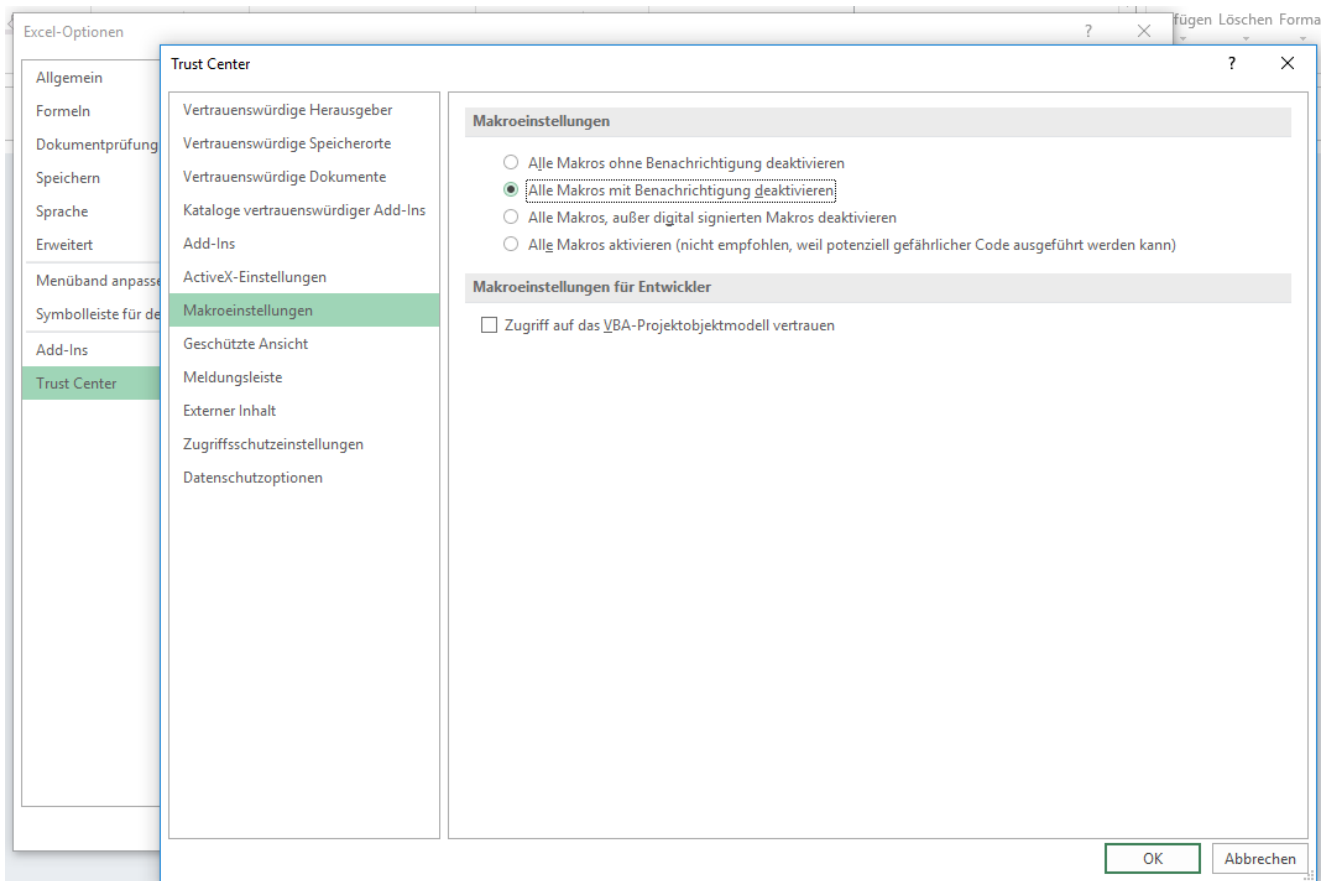 fügen Löschen Forma
Excel-Optionen
?
Trust Center
?
Allgemein
Formeln
Dokumentprüfung
Speichern
Sprache
Erweitert
Menüband anpasse
Symbolleiste für de
Add-Ins
Trust Center
Vertrauenswürdige Herausgeber
Vertrauenswürdige Speicherorte
Vertrauenswürdige Dokumente
Kataloge vertrauenswürdiger Add-Ins
Add-Ins
ActiveX-Einstellungen
Makroeinstellungen
Geschützte Ansicht
Meldungsleiste
Externer Inhalt
Zugriffsschutzeinstellungen
Datenschutzoptionen
Makroeinstellungen
Alle Makros ohne Benachrichtigung deaktivieren
Alle Makros mit Benachrichtigung deaktivieren
Alle Makros, außer digital signierten Makros deaktivieren
Alle Makros aktivieren (nicht empfohlen, weil potenziell gefährlicher Code ausgeführt werden kann)
Makroeinstellungen für Entwickler
Zugriff auf das VBA-Projektobjektmodell vertrauen
OK
Abbrechen